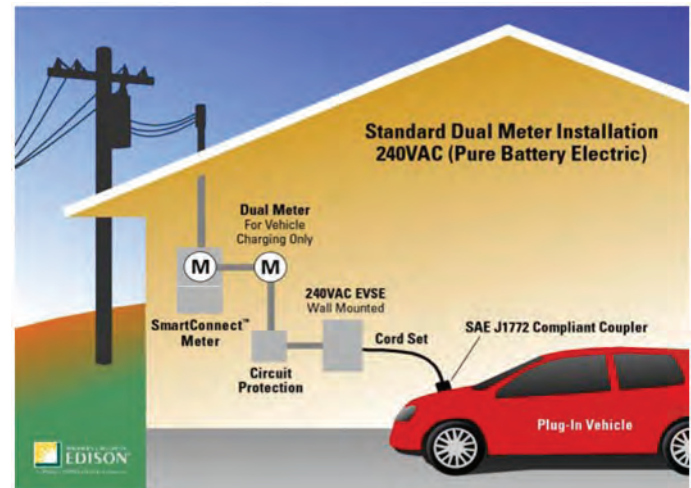 Standard Dual Meter Installation
240VAC (Pure Battery Electric)
Dual Meter
For Vehicle
Charging Only
M
M
SmartConnect™
Meter
240VAC EVSE
Wall Mounted
Circuit
Protection
Cord Set
SAE J1772 Compliant Coupler
Plug-In Vehicle
EDISON